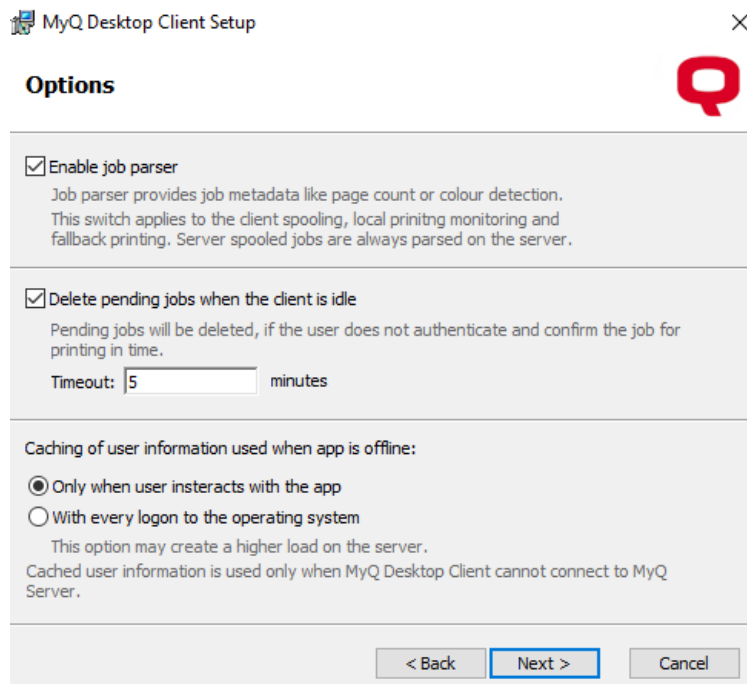 MyQ Desktop Client Setup
Options
Enable job parser
Job parser provides job metadata like page count or colour detection.
This switch applies to the client spooling, local prinitng monitoring and
fallback printing. Server spooled jobs are always parsed on the server.
Delete pending jobs when the client is idle
Pending jobs will be deleted, if the user does not authenticate and confirm the job for
printing in time.
Timeout: 5 minutes
Caching of user information used when app is offline:
Only when user insteracts with the app
With every logon to the operating system
This option may create a higher load on the server.
Cached user information is used only when MyQ Desktop Client cannot connect to MyQ
Server.
< Back Next > Cancel